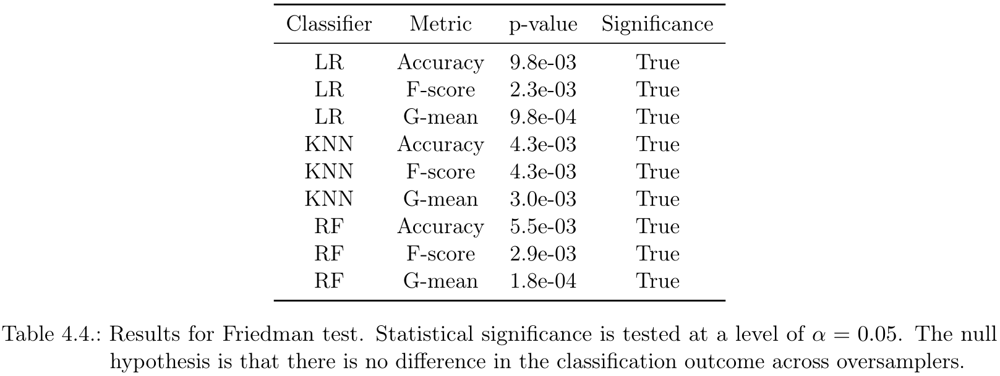 Classifier Metric p-value Significance
LR Accuracy 9.8e-03 True
LR F-score 2.3e-03 True
LR G-mean 9.8e-04 True
KNN Accuracy 4.3e-03 True
KNN F-score 4.3e-03 True
KNN G-mean 3.0e-03 True
RF Accuracy 5.5e-03 True
RF F-score 2.9e-03 True
RF G-mean 1.8e-04 True
Table 4.4.: Results for Friedman test. Statistical significance is tested at a level of α = 0.05. The null
hypothesis is that there is no difference in the classification outcome across oversamplers.